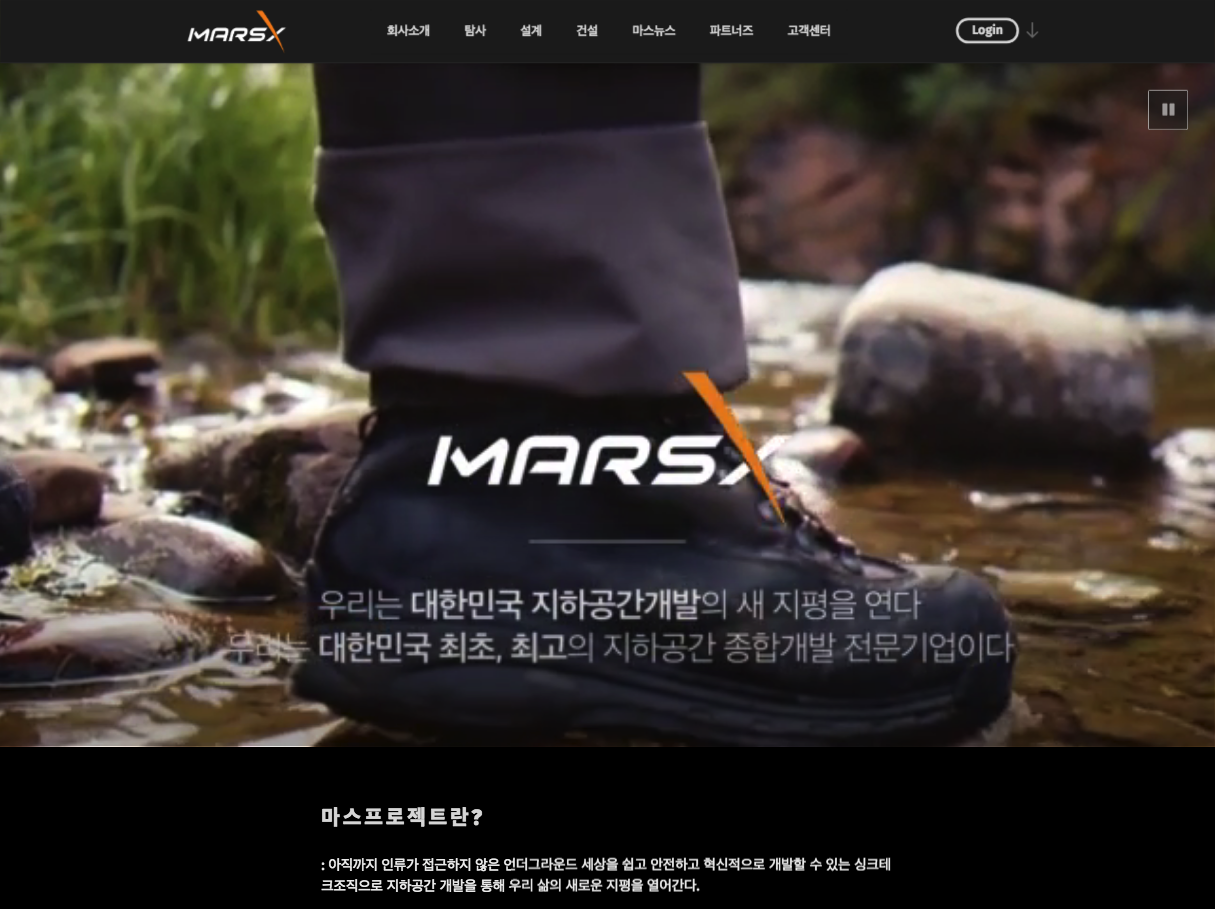 MARSX
회사소개 탐사 설계 건설 마스뉴스 파트너즈 고객센터
Login
MARSX
우리는 대한민국 지하공간개발의 새 지평을 연다
우리는 대한민국 최초, 최고의 지하공간 종합개발 전문기업이다
마스프로젝트란?
: 아직까지 인류가 접근하지 않은 언더그라운드 세상을 쉽고 안전하고 혁신적으로 개발할 수 있는 싱크테
크조직으로 지하공간 개발을 통해 우리 삶의 새로운 지평을 열어간다.